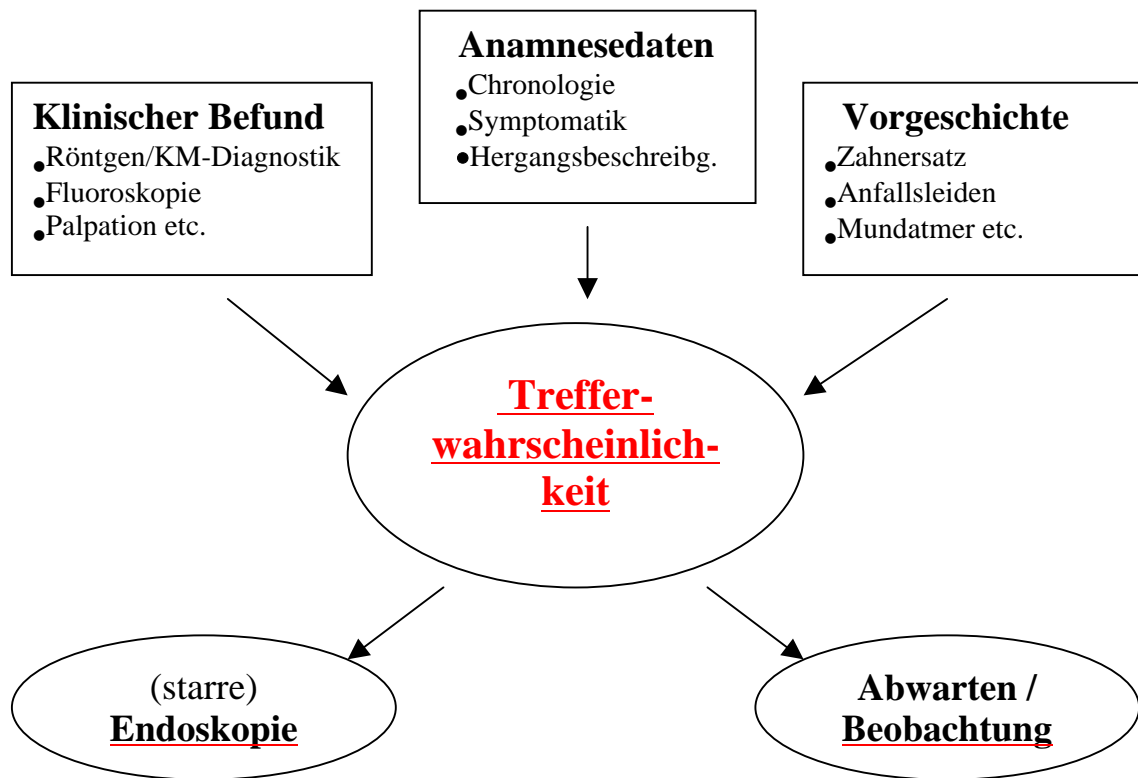 Klinischer Befund
•Röntgen/KM-Diagnostik
•Fluoroskopie
•Palpation etc.
Anamnesedaten
•Chronologie
•Symptomatik
•Hergangsbeschreibg.
Vorgeschichte
•Zahnersatz
•Anfallsleiden
•Mundatmer etc.
Treffer-
wahrscheinlich-
keit
(starre)
Endoskopie
Abwarten /
Beobachtung